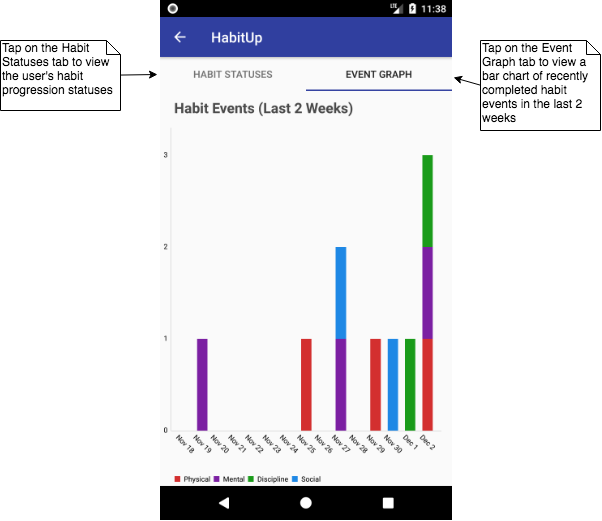 LTE 11:38
HabitUp
Tap on the Habit
Statuses tab to view
the user's habit
progression statuses
Tap on the Event
Graph tab to view a
bar chart of recently
completed habit
events in the last 2
weeks
HABIT STATUSES
EVENT GRAPH
Habit Events (Last 2 Weeks)
3
2
1
0
Nov 18
Nov 19
Nov 20
Nov 21
Nov 22
Nov 23
Nov 24
Nov 25
Nov 26
Nov 27
Nov 28
Nov 29
Nov 30
Dec 1
Dec 2
Physical Mental Discipline Social